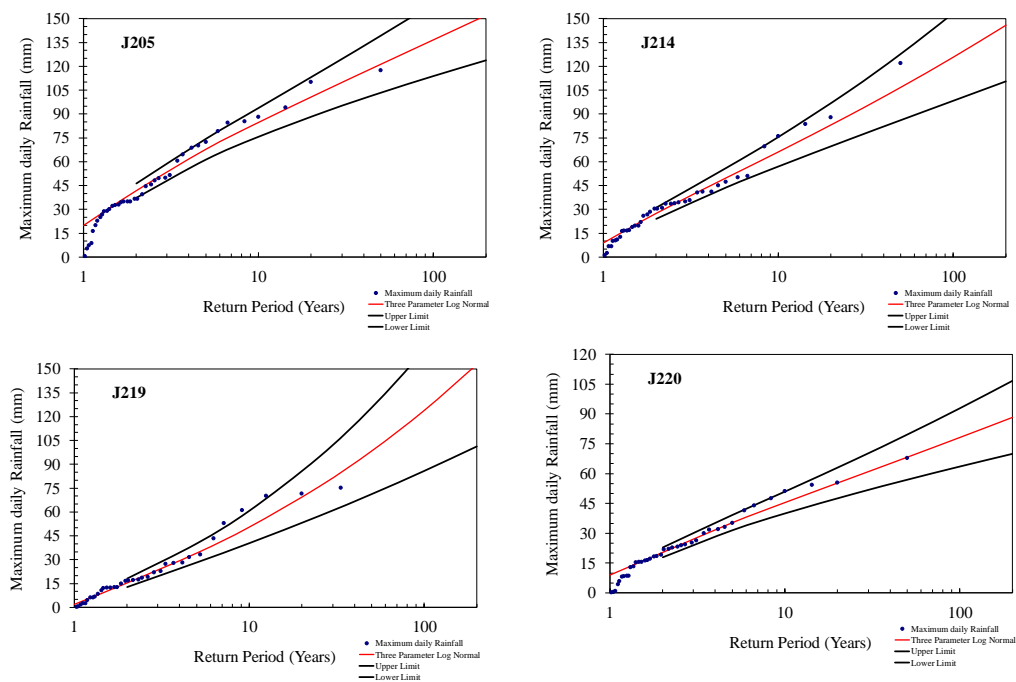 J205
Maximum daily Rainfall (mm)
150
135
120
105
90
75
60
45
30
15
0
1
10
100
Return Period (Years)
Maximum daily Rainfall
Three Parameter Log Normal
Upper Limit
Lower Limit
J214
Maximum daily Rainfall (mm)
150
135
120
105
90
75
60
45
30
15
0
1
10
100
Return Period (Years)
Maximum daily Rainfall
Three Parameter Log Normal
Upper Limit
Lower Limit
J219
Maximum daily Rainfall (mm)
150
135
120
105
90
75
60
45
30
15
0
1
10
100
Return Period (Years)
Maximum daily Rainfall
Three Parameter Log Normal
Upper Limit
Lower Limit
J220
Maximum daily Rainfall (mm)
120
105
90
75
60
45
30
15
0
1
10
100
Return Period (Years)
Maximum daily Rainfall
Three Parameter Log Normal
Upper Limit
Lower Limit